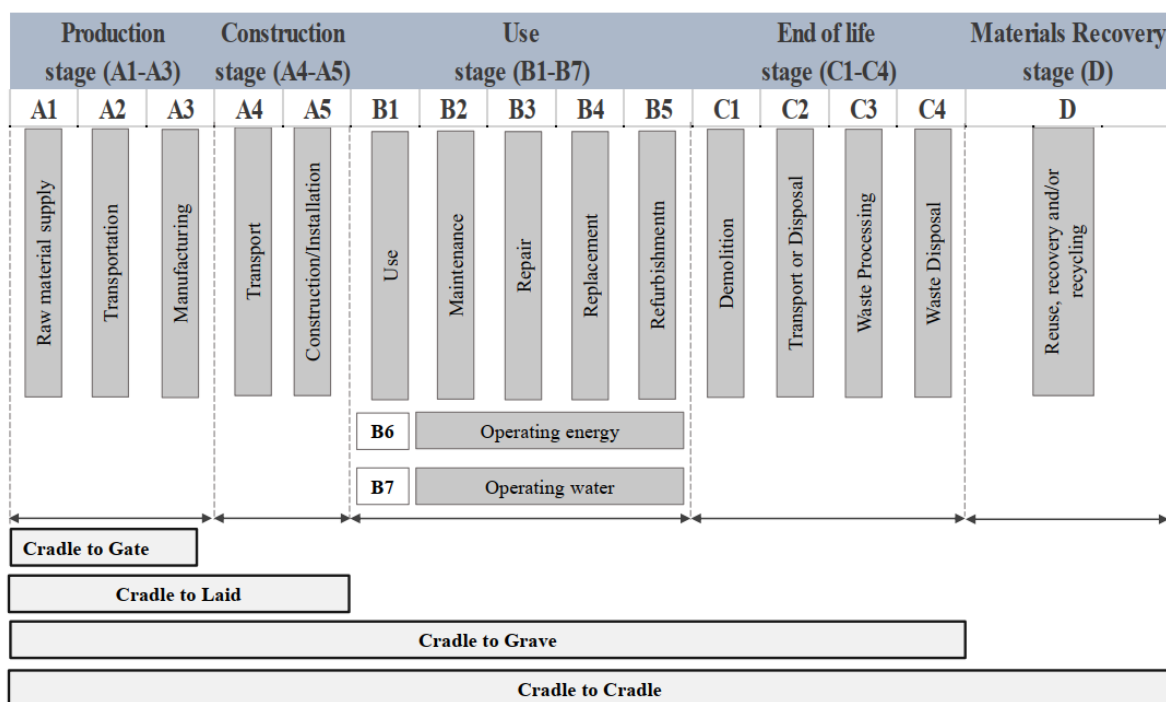 Production
stage (A1-A3)
Construction
stage (A4-A5)
Use
stage (B1-B7)
End of life
stage (C1-C4)
Materials Recovery
stage (D)
A1 A2 A3 A4 A5 B1 B2 B3 B4 B5 C1 C2 C3 C4 D
Raw material supply
Transportation
Manufacturing
Transport
Construction/Installation
Use
Maintenance
Repair
Replacement
Refurbishmentn
Demolition
Transport or Disposal
Waste Processing
Waste Disposal
Reuse, recovery and/or
recycling
B6 Operating energy
B7 Operating water
Cradle to Gate
Cradle to Laid
Cradle to Grave
Cradle to Cradle